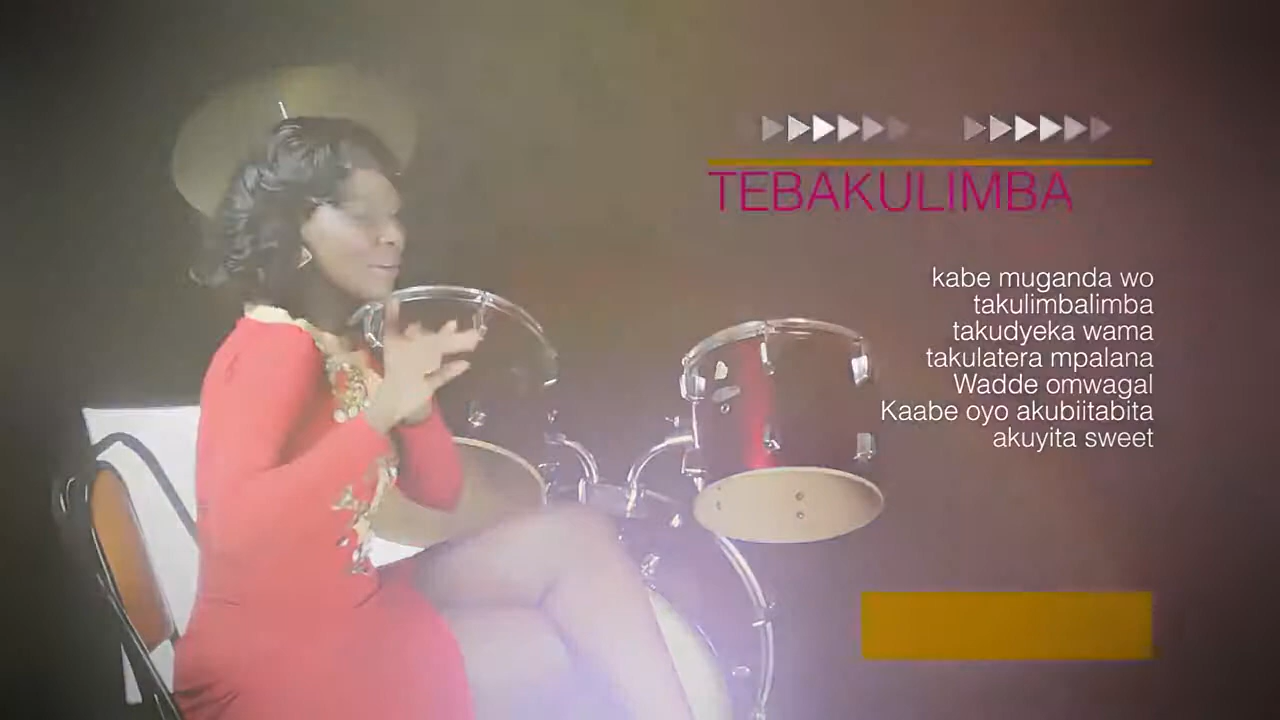 TEBAKULIMBA
kabe muganda wo
takulimbalimba
takudyeka wama
takulatera mpalana
Wadde omwagal
Kaabe oyo akubiitabita
akuyita sweet